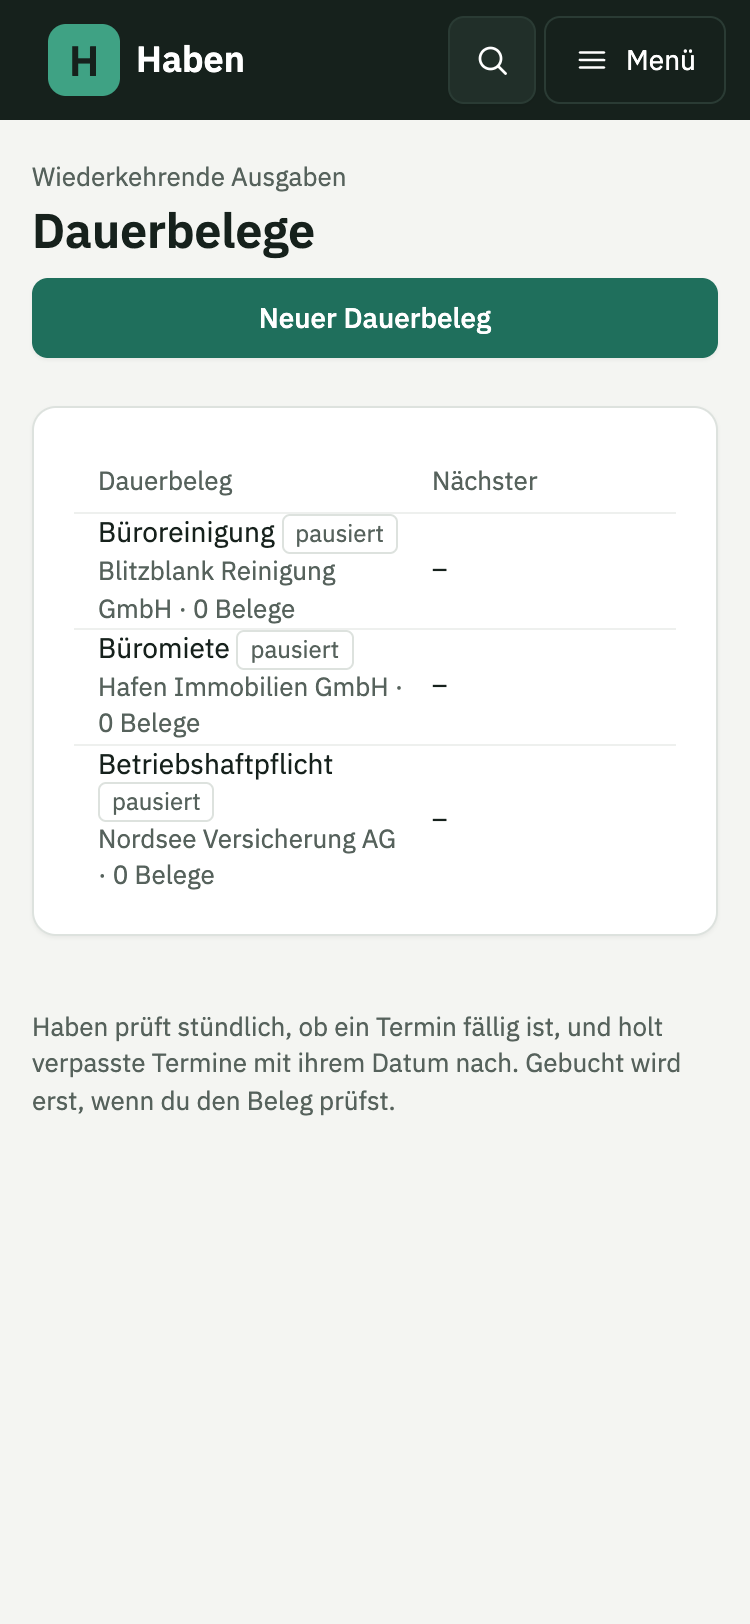 H Haben
Menü
Wiederkehrende Ausgaben
Dauerbelege
Neuer Dauerbeleg
Dauerbeleg Nächster
Büroreinigung pausiert
Blitzblank Reinigung
GmbH · 0 Belege
–
Büromiete pausiert
Hafen Immobilien GmbH ·
0 Belege
–
Betriebshaftpflicht
pausiert
Nordsee Versicherung AG
· 0 Belege
–
Haben prüft stündlich, ob ein Termin fällig ist, und holt
verpasste Termine mit ihrem Datum nach. Gebucht wird
erst, wenn du den Beleg prüfst.